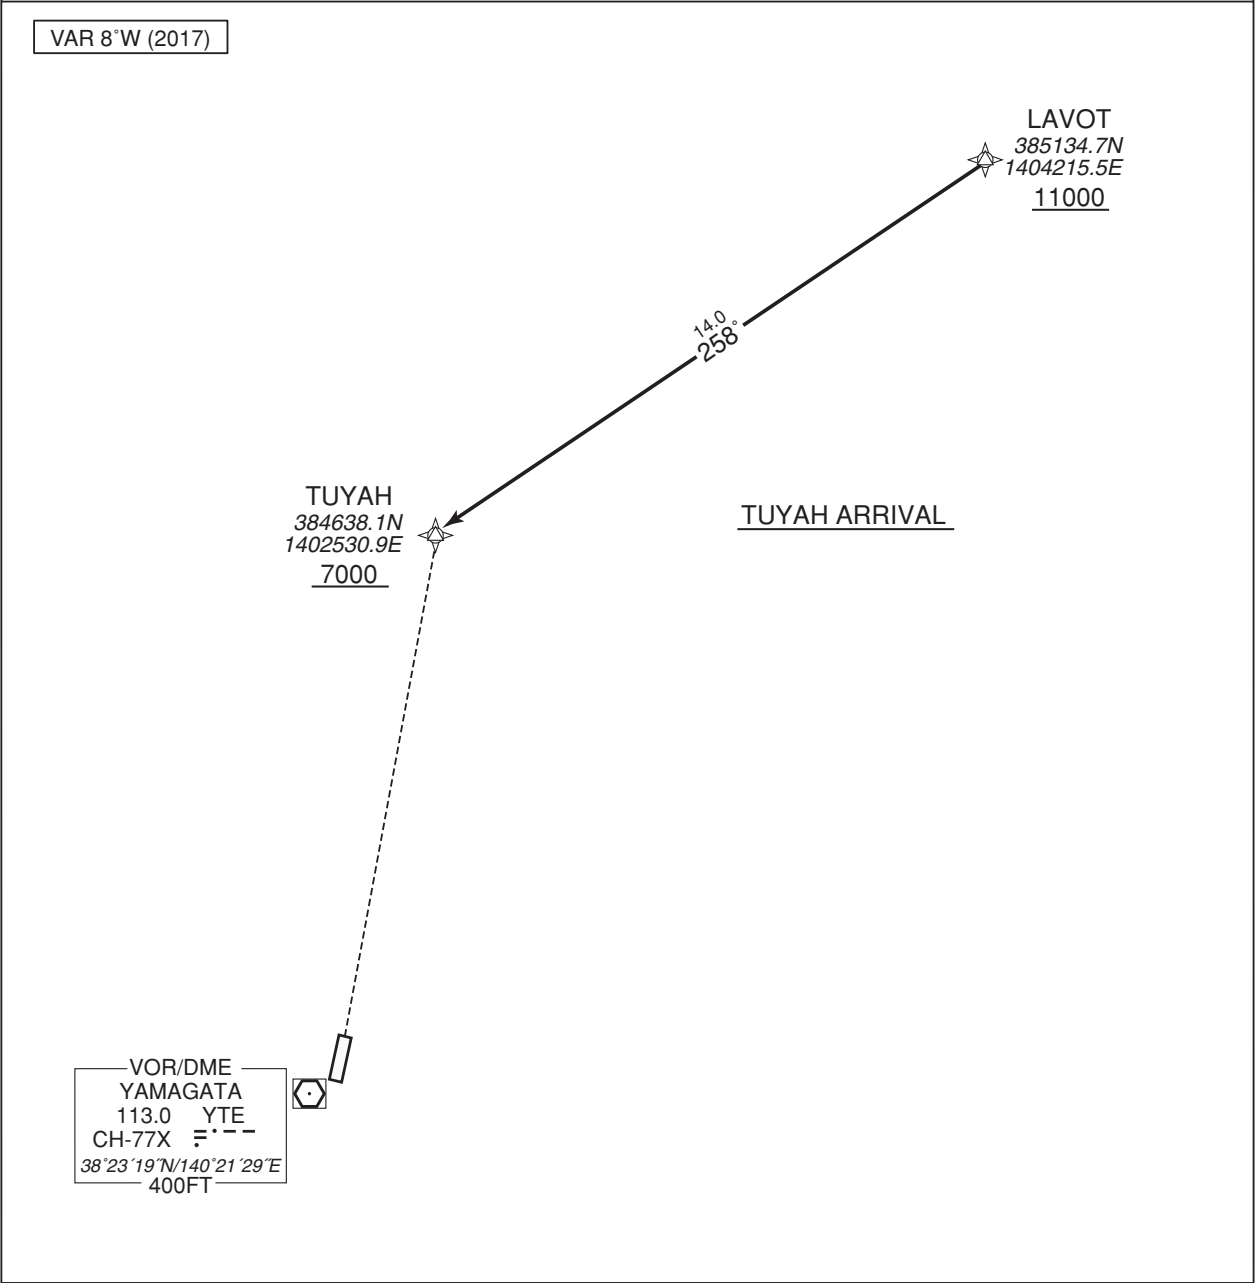 VAR 8°W (2017)
LAVOT
385134.7N
1404215.5E
11000
14.0
258°
TUYAH
384638.1N
1402530.9E
7000
TUYAH ARRIVAL
VOR/DME
YAMAGATA
113.0 YTE
CH-77X
38°23′19″N/140°21′29″E
400FT